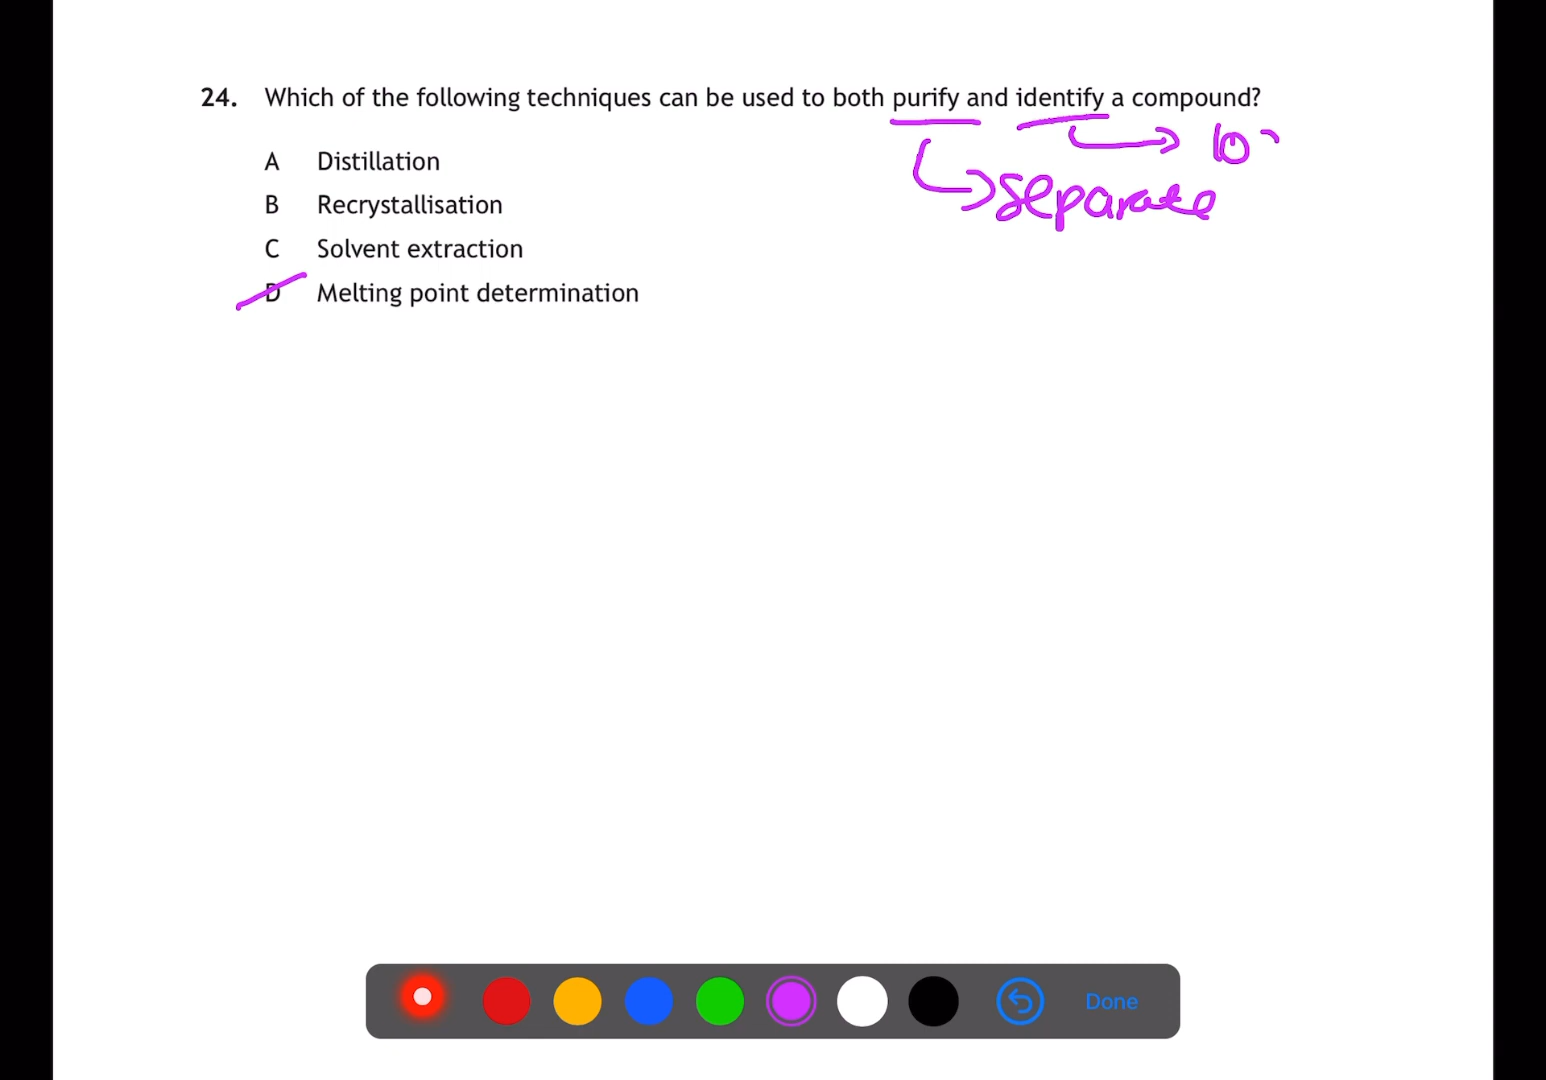 24. Which of the following techniques can be used to both purify and identify a compound?
A Distillation
separate
B Recrystallisation
C Solvent extraction
D Melting point determination
Done